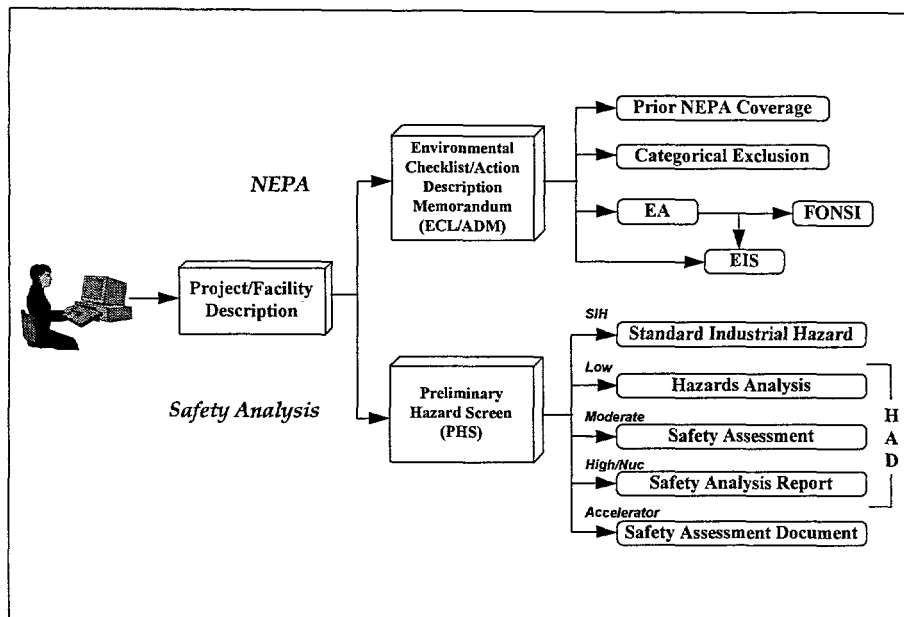 NEPA
Safety Analysis
Project/Facility
Description
Environmental
Checklist/Action
Description
Memorandum
(ECL/ADM)
Prior NEPA Coverage
Categorical Exclusion
EA
FONSI
EIS
Preliminary
Hazard Screen
(PHS)
SIH
Standard Industrial Hazard
Low
Hazards Analysis
Moderate
Safety Assessment
High/Nuc
Safety Analysis Report
Accelerator
Safety Assessment Document
H
A
D